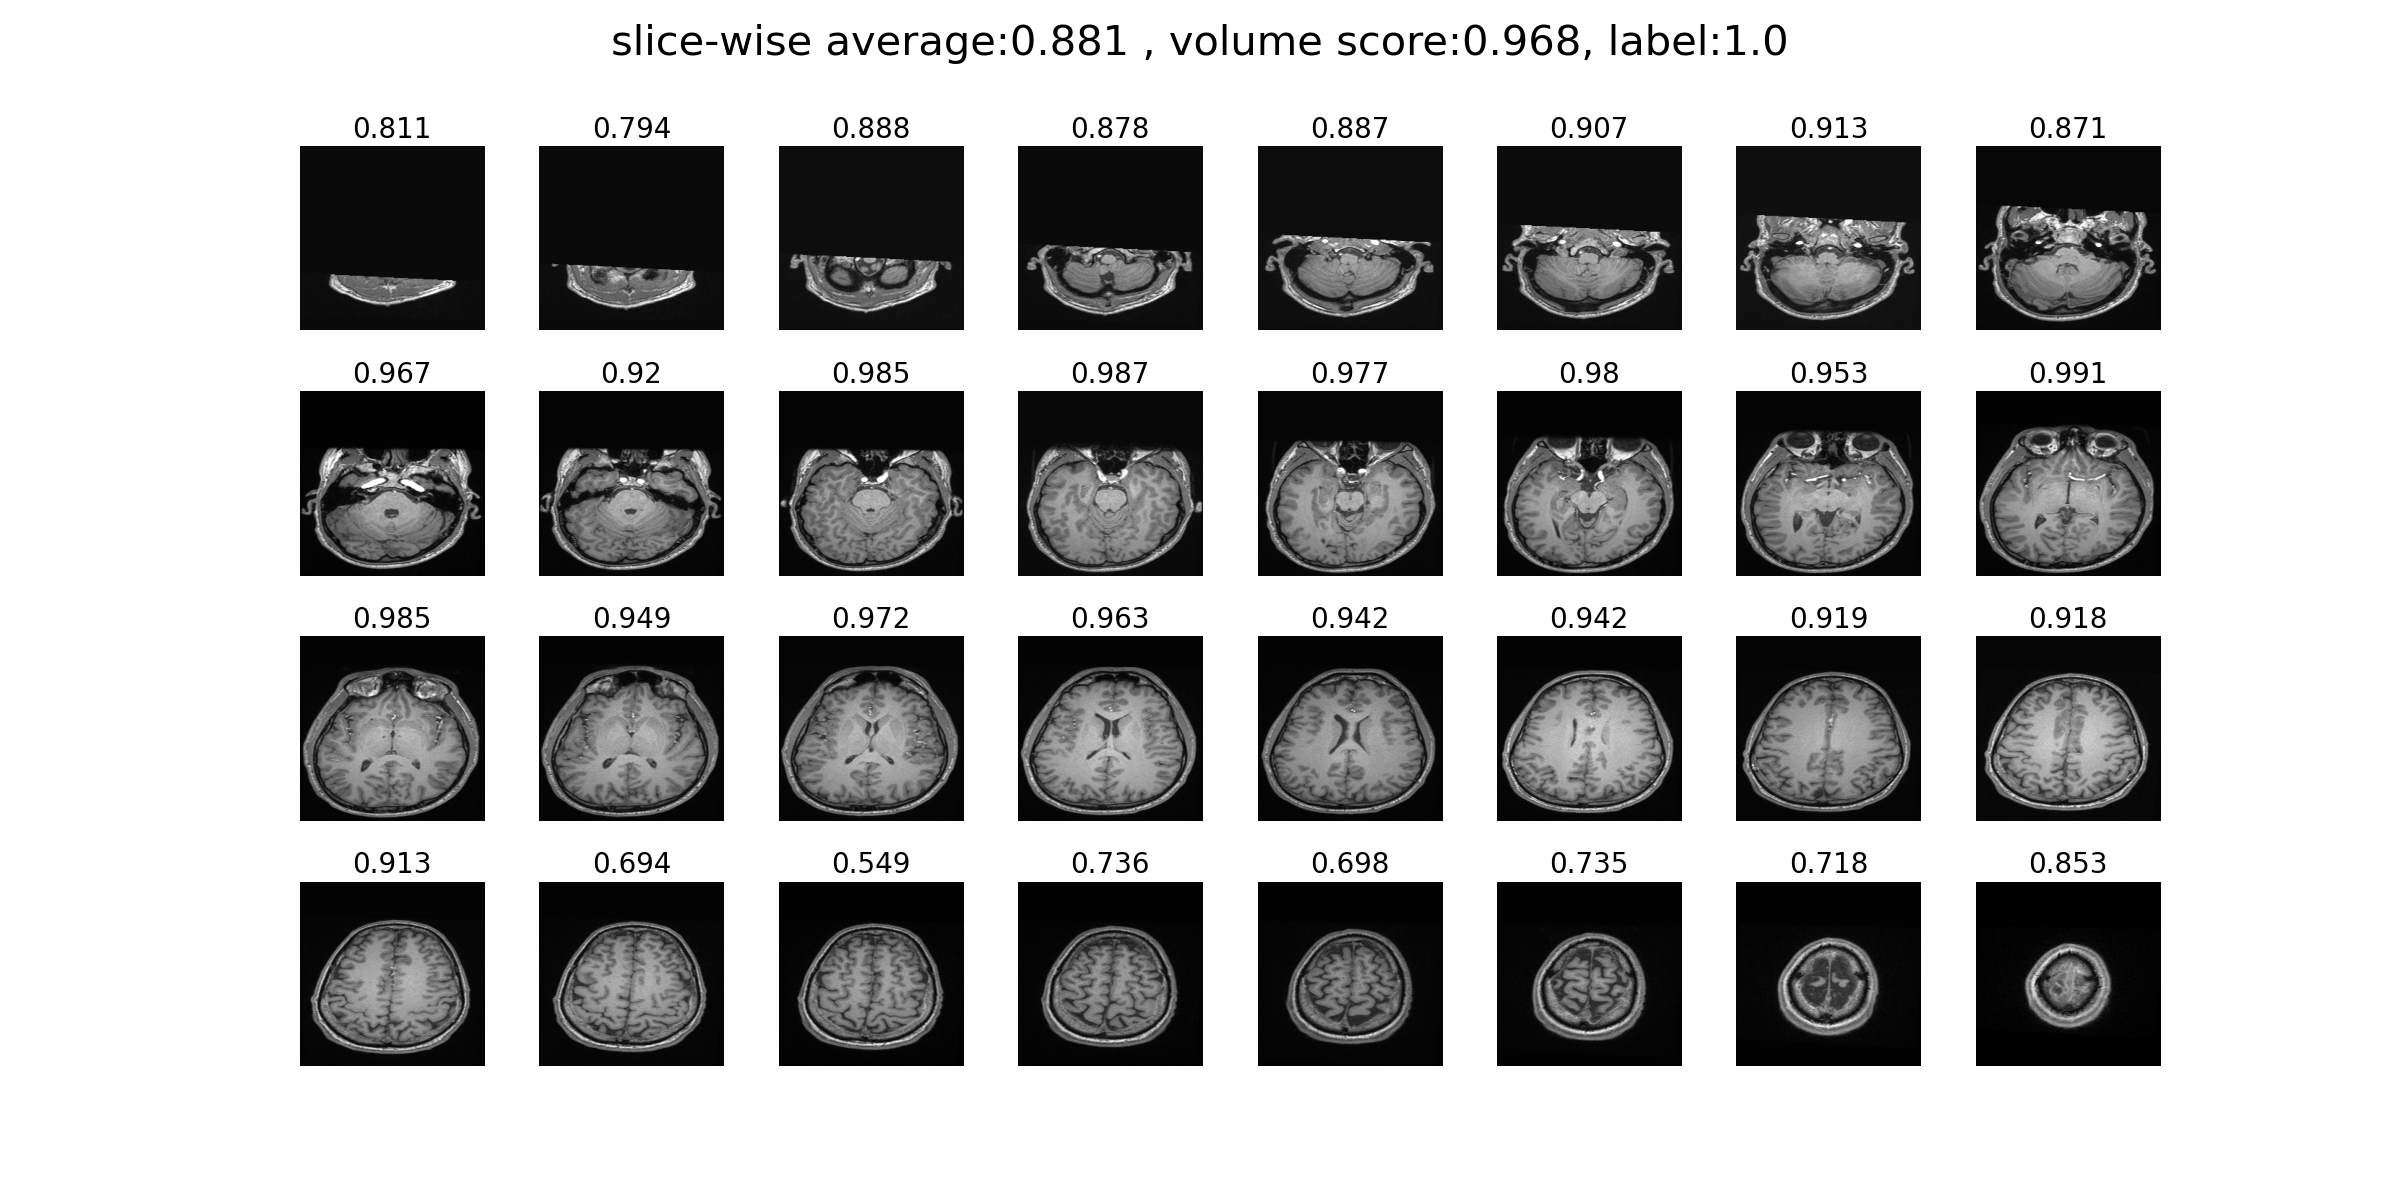 slice-wise average:0.881 , volume score:0.968, label:1.0
0.811 0.794 0.888 0.878 0.887 0.907 0.913 0.871
0.967 0.92 0.985 0.987 0.977 0.98 0.953 0.991
0.985 0.949 0.972 0.963 0.942 0.942 0.919 0.918
0.913 0.694 0.549 0.736 0.698 0.735 0.718 0.853